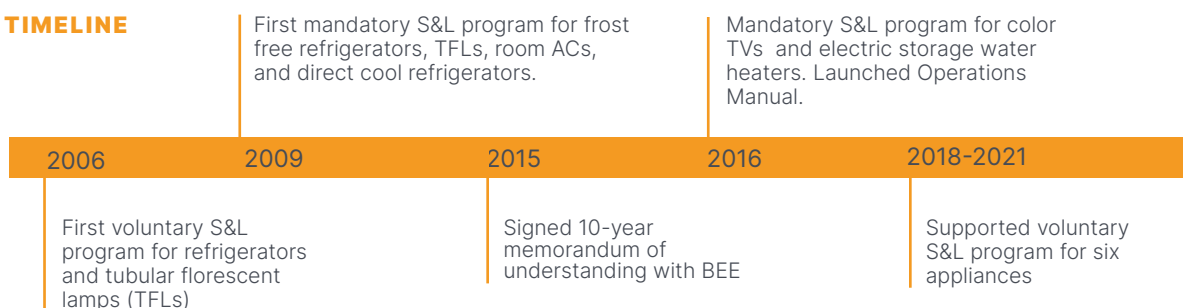 TIMELINE
First mandatory S&L program for frost
free refrigerators, TFLs, room ACs,
and direct cool refrigerators.
Mandatory S&L program for color
TVs and electric storage water
heaters. Launched Operations
Manual.
2006
2009
2015
2016
2018-2021
First voluntary S&L
program for refrigerators
and tubular florescent
lamps (TFLs)
Signed 10-year
memorandum of
understanding with BEE
Supported voluntary
S&L program for six
appliances